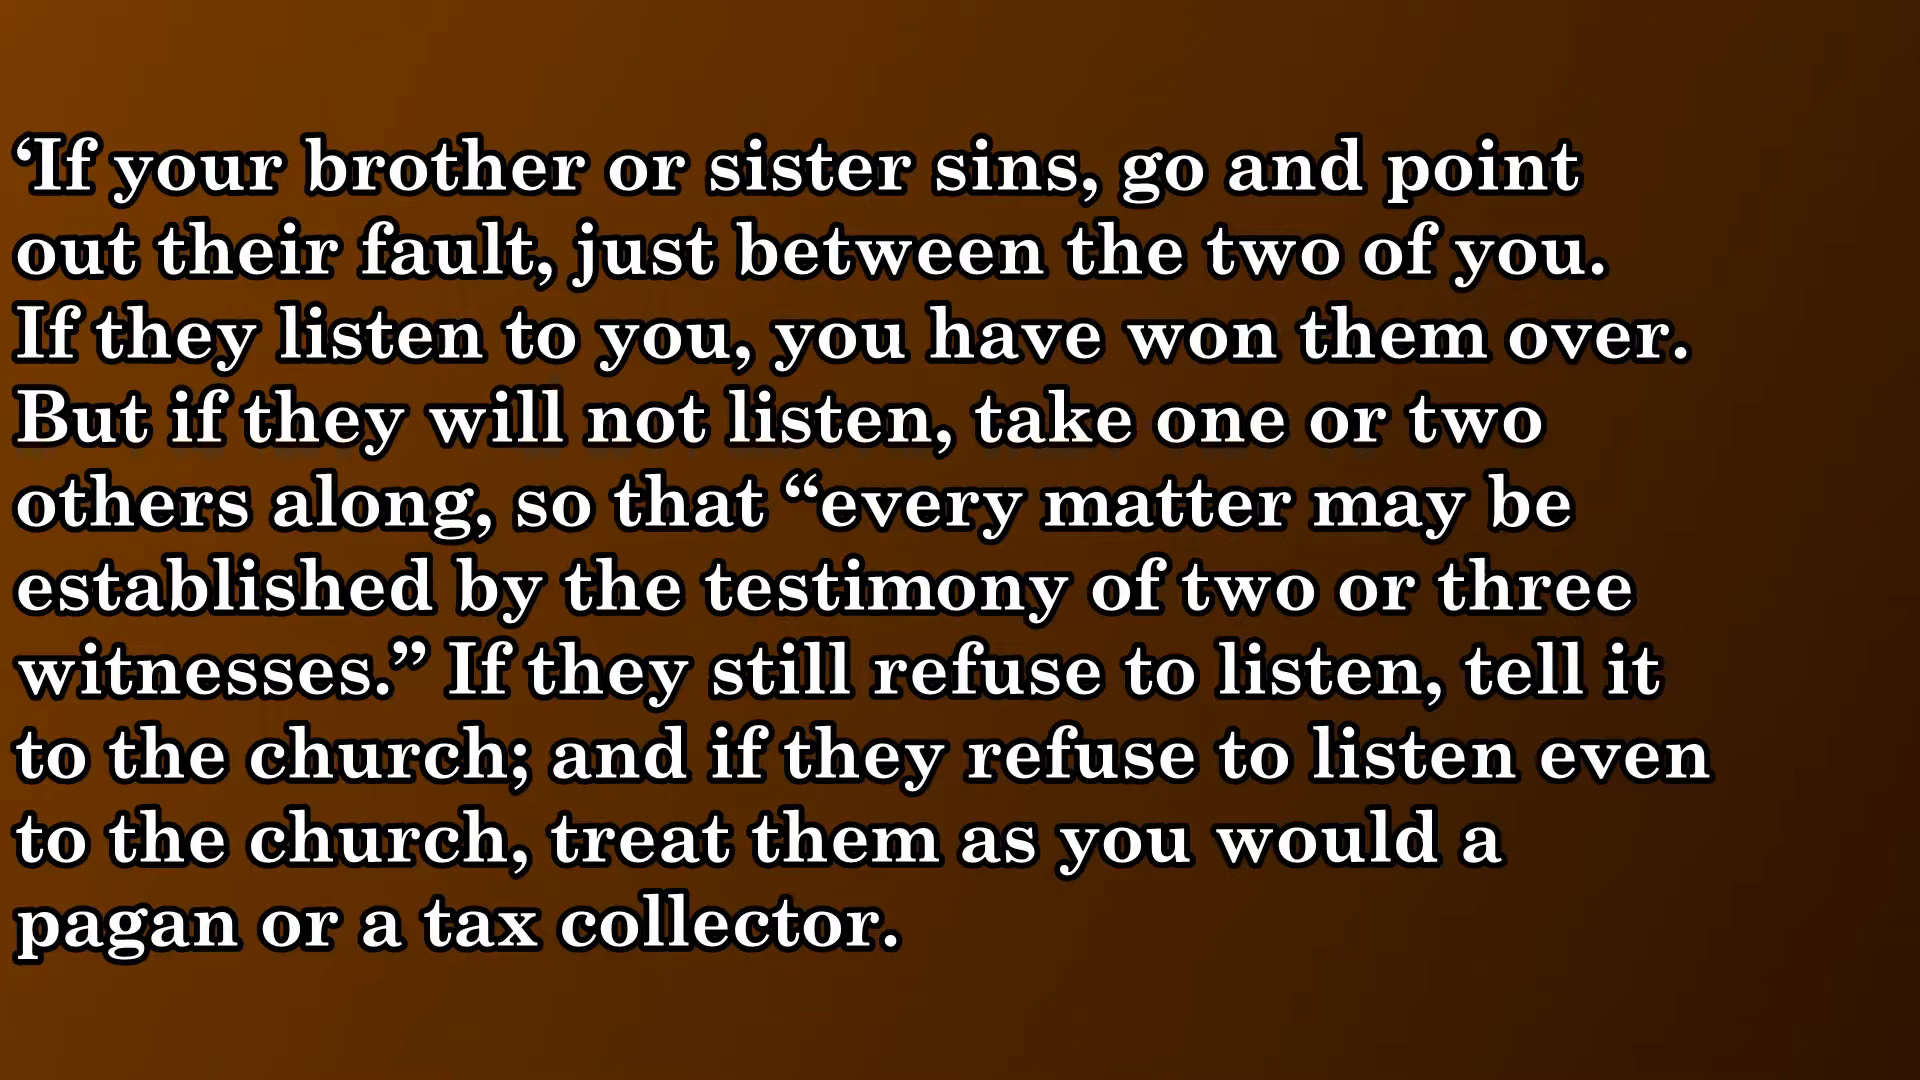 ‘If your brother or sister sins, go and point
out their fault, just between the two of you.
If they listen to you, you have won them over.
But if they will not listen, take one or two
others along, so that “every matter may be
established by the testimony of two or three
witnesses.” If they still refuse to listen, tell it
to the church; and if they refuse to listen even
to the church, treat them as you would a
pagan or a tax collector.